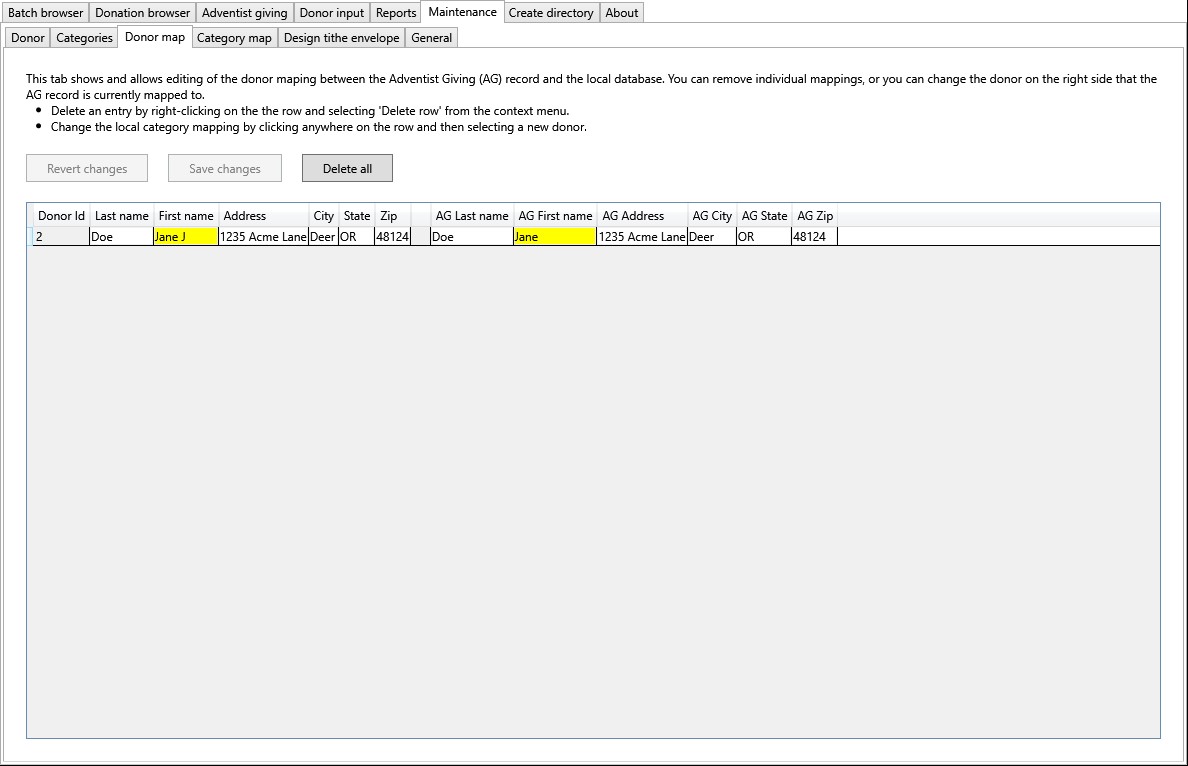 Batch browser Donation browser Adventist giving Donor input Reports Maintenance Create directory About
Donor Categories Donor map Category map Design tithe envelope General
This tab shows and allows editing of the donor maping between the Adventist Giving (AG) record and the local database. You can remove individual mappings, or you can change the donor on the right side that the
AG record is currently mapped to.
• Delete an entry by right-clicking on the the row and selecting 'Delete row' from the context menu.
• Change the local category mapping by clicking anywhere on the row and then selecting a new donor.
Revert changes Save changes Delete all
Donor Id Last name First name Address City State Zip AG Last name AG First name AG Address AG City AG State AG Zip
2 Doe Jane J 1235 Acme Lane Deer OR 48124 Doe Jane 1235 Acme Lane Deer OR 48124